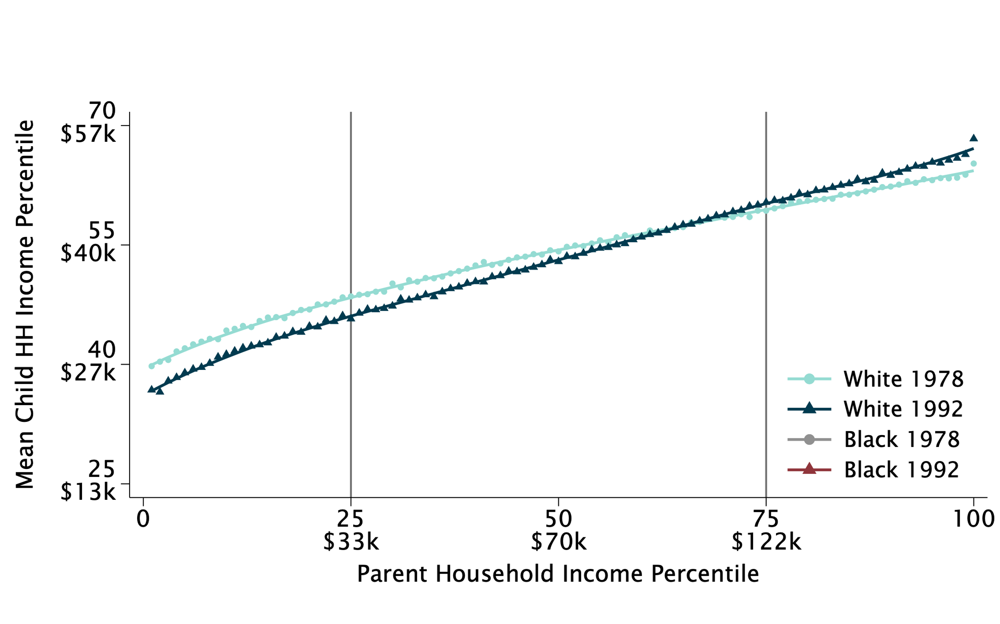 Mean Child HH Income Percentile
70
$57k
55
$40k
40
$27k
25
$13k
White 1978
White 1992
Black 1978
Black 1992
0 25 50 75 100
$33k $70k $122k
Parent Household Income Percentile